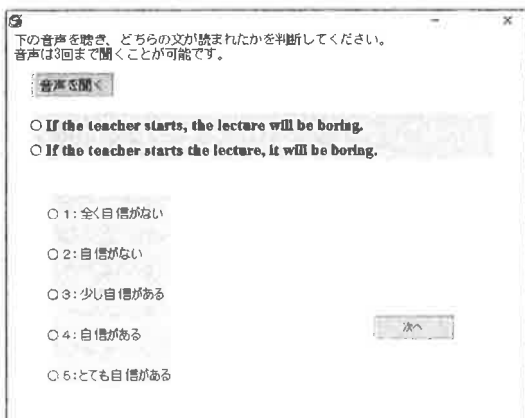 下の音声を聴き、どちらの文が読まれたかを判断してください。
音声は3回まで聞くことが可能です。
音声を聞く
If the teacher starts, the lecture will be boring.
If the teacher starts the lecture, it will be boring.
1:全く自信がない
2:自信がない
3:少し自信がある
4:自信がある
5:とても自信がある
次へ